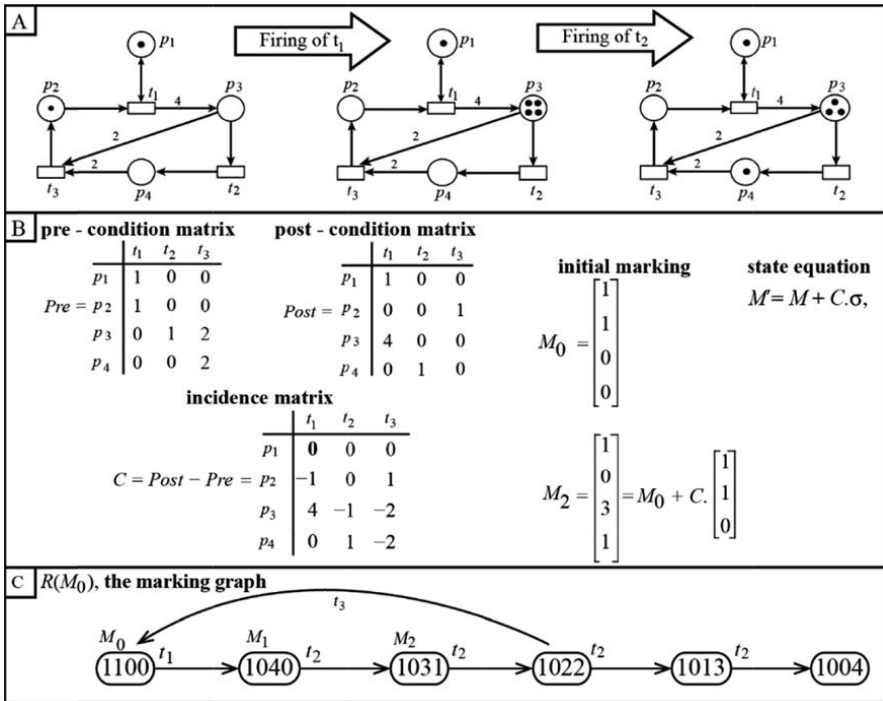 A
Firing of t1
Firing of t2
p1 p1 p1
p2 t1 4 p3 p2 t1 4 p3 p2 t1 4 p3
2 2 2
2 2 2
t3 p4 t2 t3 p4 t2 t3 p4 t2
B pre - condition matrix post - condition matrix
t1 t2 t3
p1 1 0 0
Pre = p2 1 0 0
p3 0 1 2
p4 0 0 2
t1 t2 t3
p1 1 0 0
Post = p2 0 0 1
p3 4 0 0
p4 0 1 0
initial marking
M0 = [1 1 0 0]
state equation
M' = M + C.σ,
incidence matrix
t1 t2 t3
p1 0 0 0
C = Post − Pre = p2 −1 0 1
p3 4 −1 −2
p4 0 1 −2
M2 = [1 0 3 1] = M0 + C. [1 1 0]
C R(M0), the marking graph
t3
M0 M1 M2
1100 t1 1040 t2 1031 t2 1022 t2 1013 t2 1004